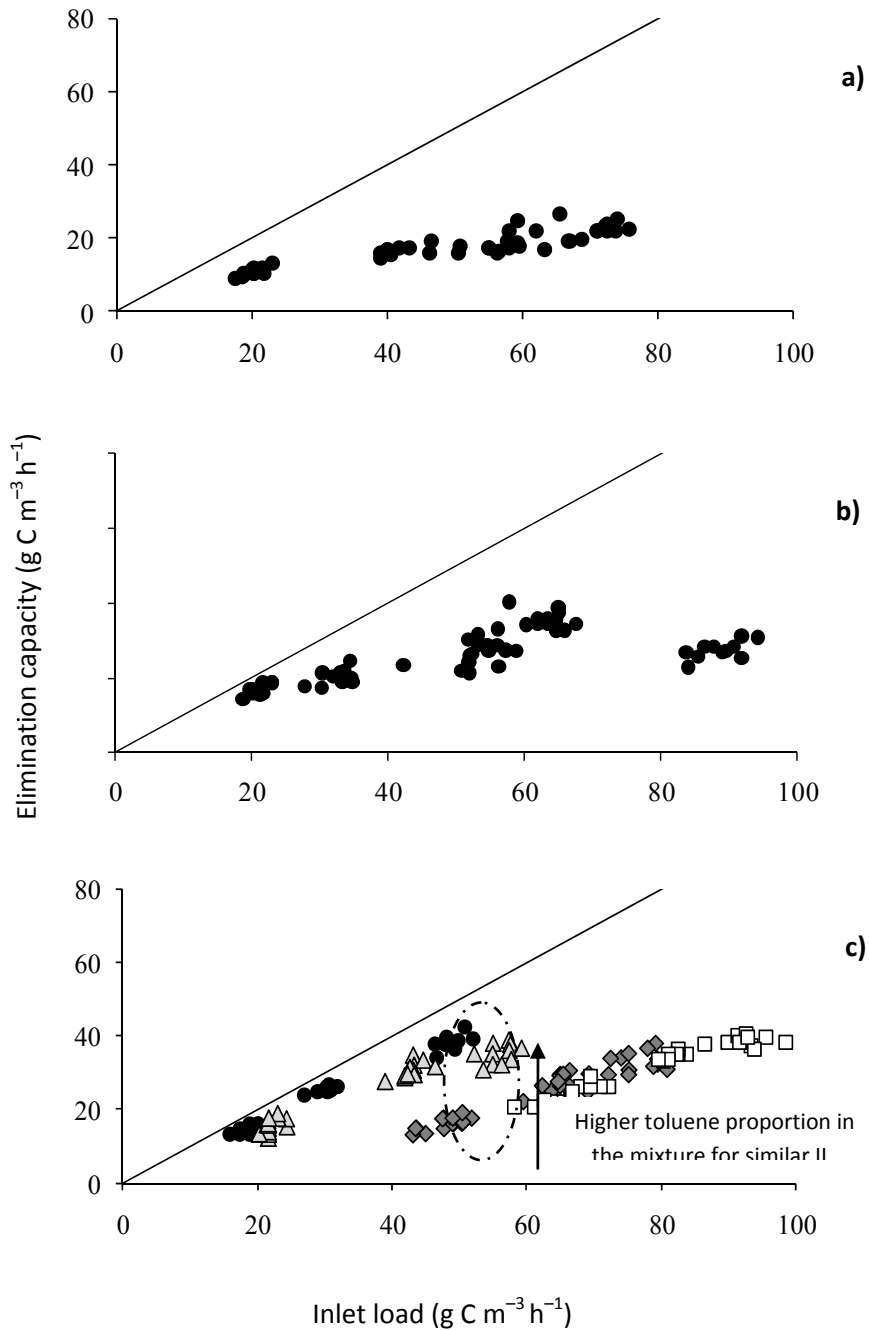 80
60
40
20
0
0 20 40 60 80 100
a)
Elimination capacity (g C m⁻³ h⁻¹)
b)
0 20 40 60 80 100
80
60
40
20
0
c)
Higher toluene proportion in
the mixture for similar
0 20 40 60 80 100
Inlet load (g C m⁻³ h⁻¹)